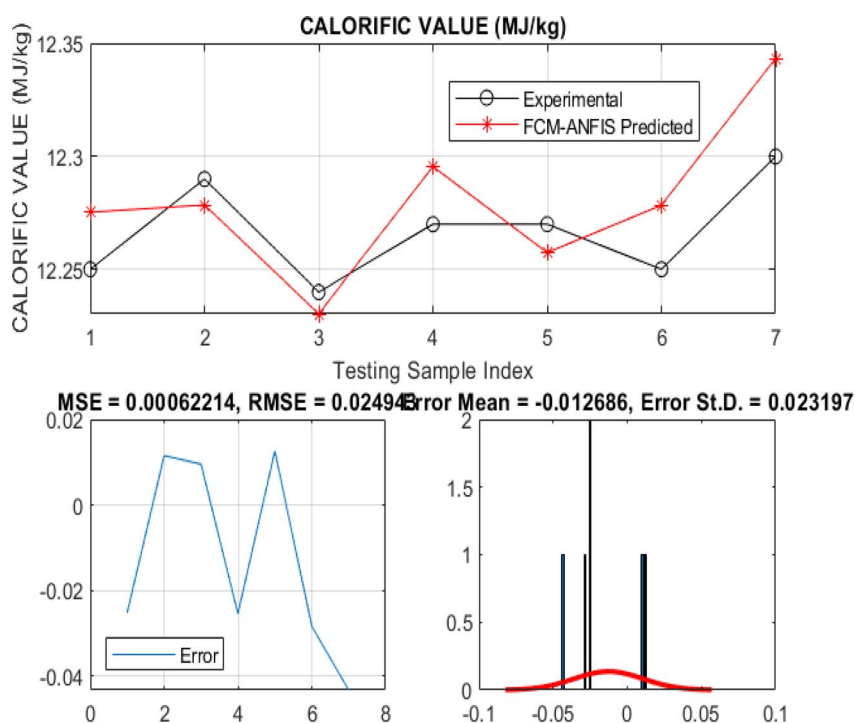 CALORIFIC VALUE (MJ/kg)
CALORIFIC VALUE (MJ/kg)
12.35
12.3
12.25
Experimental
FCM-ANFIS Predicted
1 2 3 4 5 6 7
Testing Sample Index
MSE = 0.00062214, RMSE = 0.024943
Error Mean = -0.012686, Error St.D. = 0.023197
0.02
0
-0.02
-0.04
Error
0 2 4 6 8
2
1.5
1
0.5
0
-0.1 -0.05 0 0.05 0.1